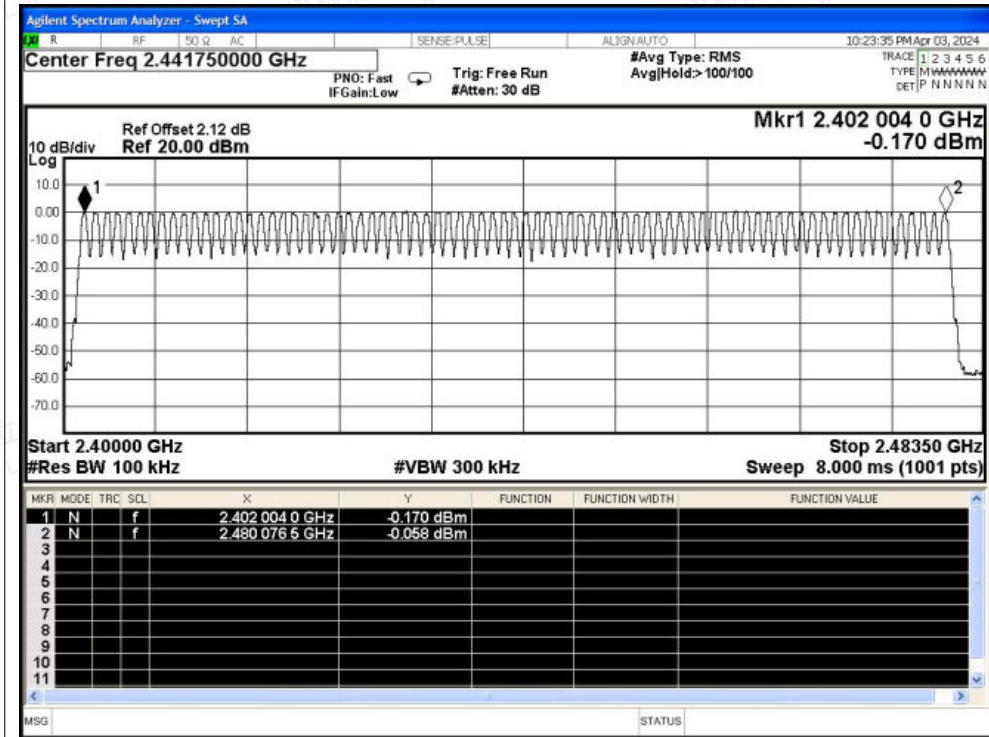 Agilent Spectrum Analyzer - Swept SA
LXI R RF 50 Ω AC SENSE:PULSE ALIGN AUTO 10:23:35 PM Apr 03, 2024
Center Freq 2.441750000 GHz
PNO: Fast
IFGain:Low
Trig: Free Run
#Atten: 30 dB
#Avg Type: RMS
Avg|Hold:>100/100
TRACE 1 2 3 4 5 6
TYPE M
DET P N N N N N
Mkr1 2.402 004 0 GHz
-0.170 dBm
Ref Offset 2.12 dB
10 dB/div Ref 20.00 dBm
Log
10.0
0.00
-10.0
-20.0
-30.0
-40.0
-50.0
-60.0
-70.0
1
2
Start 2.40000 GHz Stop 2.48350 GHz
#Res BW 100 kHz #VBW 300 kHz Sweep 8.000 ms (1001 pts)
MKR MODE TRC SCL X Y FUNCTION FUNCTION WIDTH FUNCTION VALUE
1 N f 2.402 004 0 GHz -0.170 dBm
2 N f 2.480 076 5 GHz -0.058 dBm
3
4
5
6
7
8
9
10
11
MSG STATUS